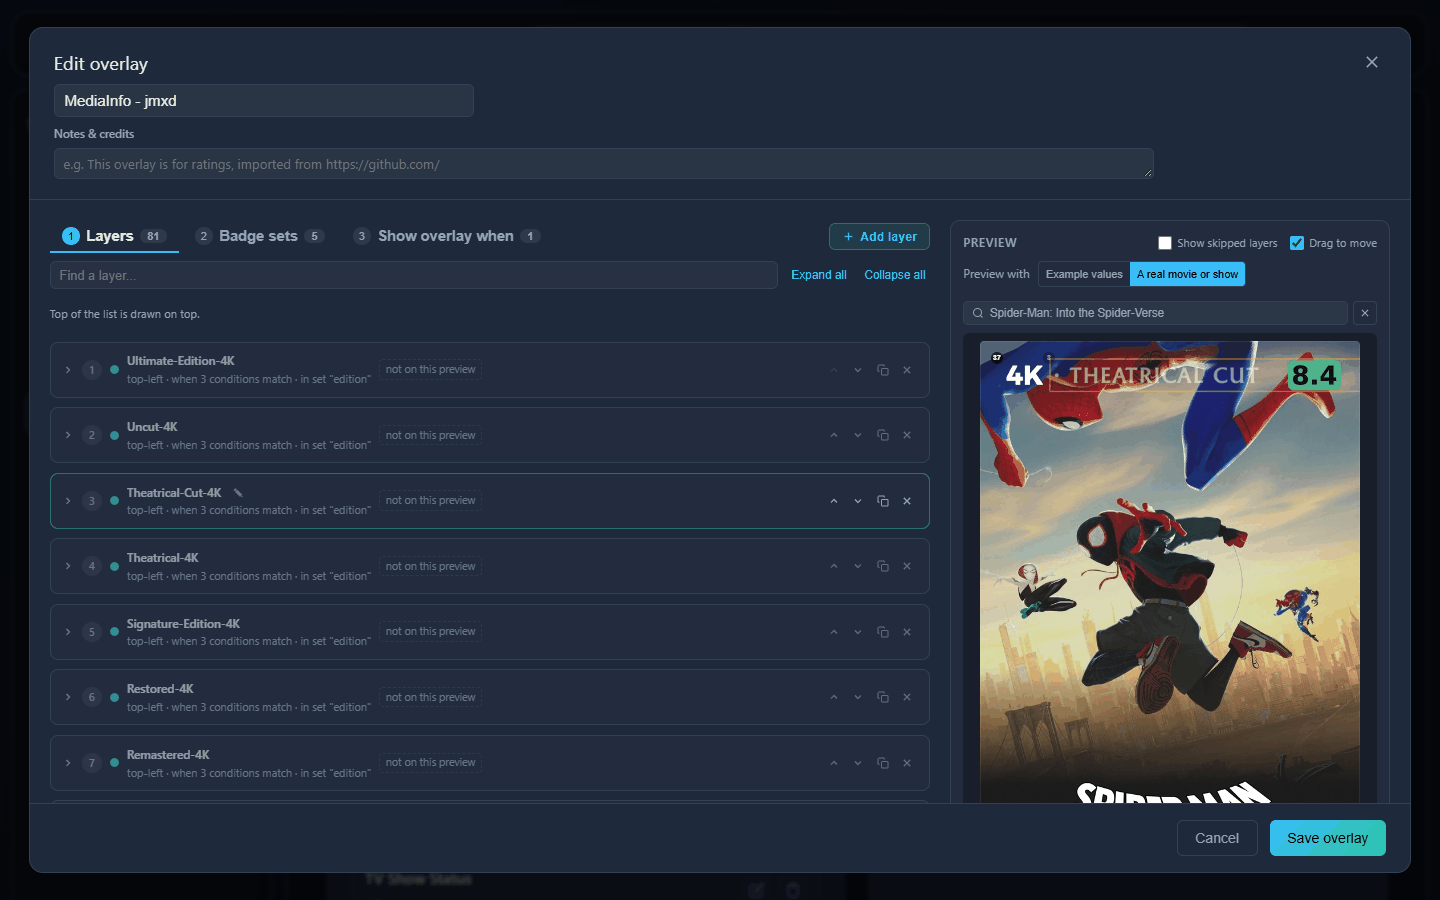 Edit overlay
MediaInfo - jmxd
Notes & credits
e.g. This overlay is for ratings, imported from https://github.com/
1 Layers 81
2 Badge sets 5
3 Show overlay when 1
+ Add layer
Find a layer...
Expand all
Collapse all
Top of the list is drawn on top.
1
Ultimate-Edition-4K
top-left · when 3 conditions match · in set "edition"
not on this preview
2
Uncut-4K
top-left · when 3 conditions match · in set "edition"
not on this preview
3
Theatrical-Cut-4K
top-left · when 3 conditions match · in set "edition"
not on this preview
4
Theatrical-4K
top-left · when 3 conditions match · in set "edition"
not on this preview
5
Signature-Edition-4K
top-left · when 3 conditions match · in set "edition"
not on this preview
6
Restored-4K
top-left · when 3 conditions match · in set "edition"
not on this preview
7
Remastered-4K
top-left · when 3 conditions match · in set "edition"
not on this preview
PREVIEW
Show skipped layers
Drag to move
Preview with
Example values
A real movie or show
Spider-Man: Into the Spider-Verse
37
4K · THEATRICAL CUT
8.4
SPIDER-MAN
Cancel
Save overlay
TV Show Status